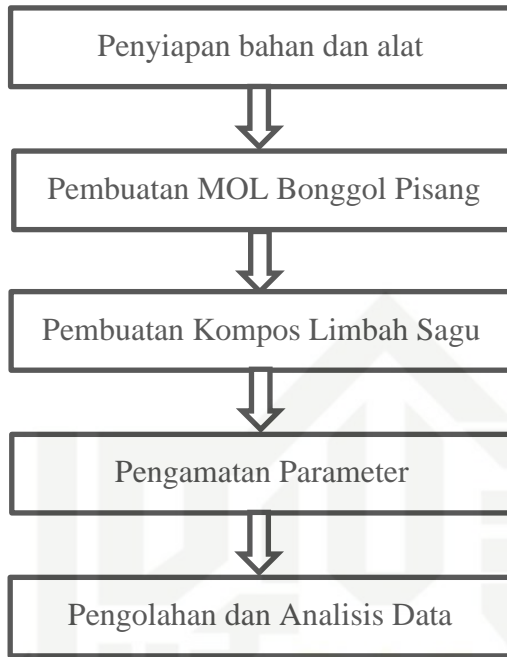 Penyiapan bahan dan alat
Pembuatan MOL Bonggol Pisang
Pembuatan Kompos Limbah Sagu
Pengamatan Parameter
Pengolahan dan Analisis Data